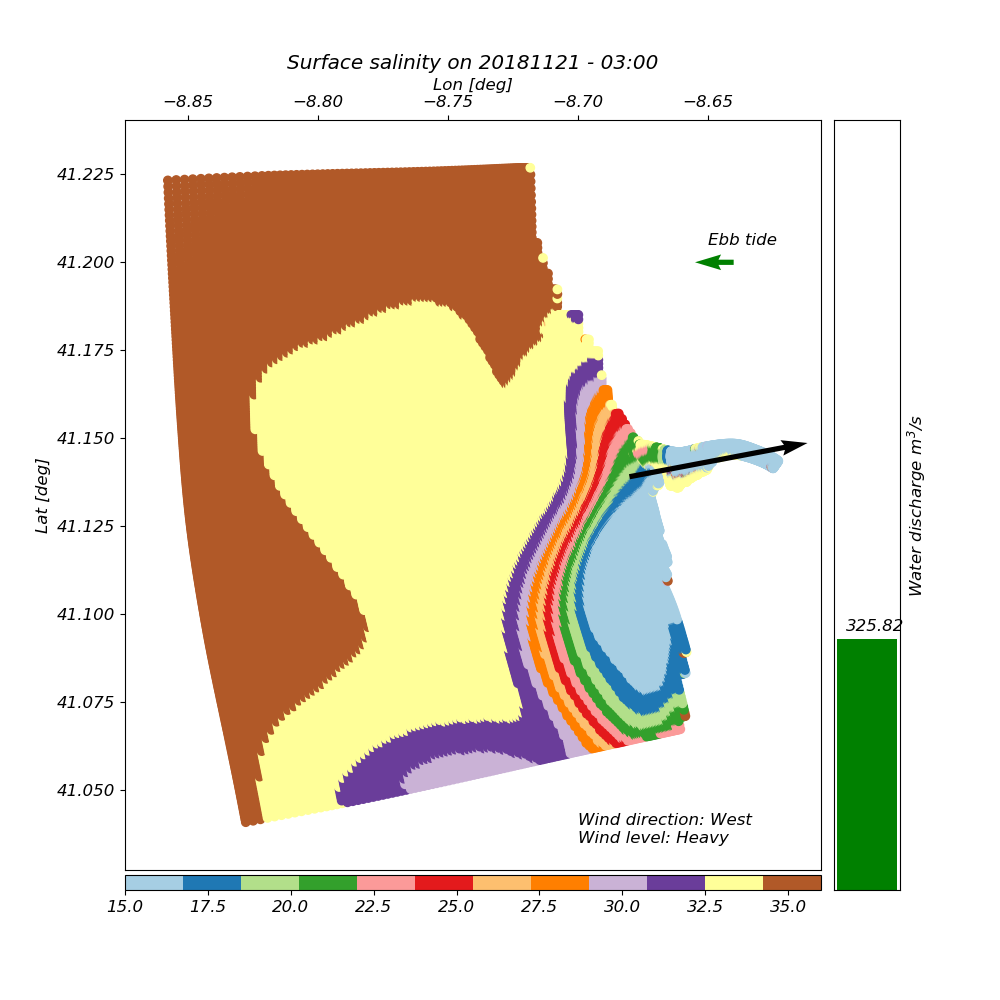 Surface salinity on 20181121 - 03:00
Lon [deg]
−8.85 −8.80 −8.75 −8.70 −8.65
41.225
41.200
41.175
41.150
41.125
41.100
41.075
41.050
Lat [deg]
Ebb tide
Wind direction: West
Wind level: Heavy
325.82
Water discharge m³/s
15.0 17.5 20.0 22.5 25.0 27.5 30.0 32.5 35.0